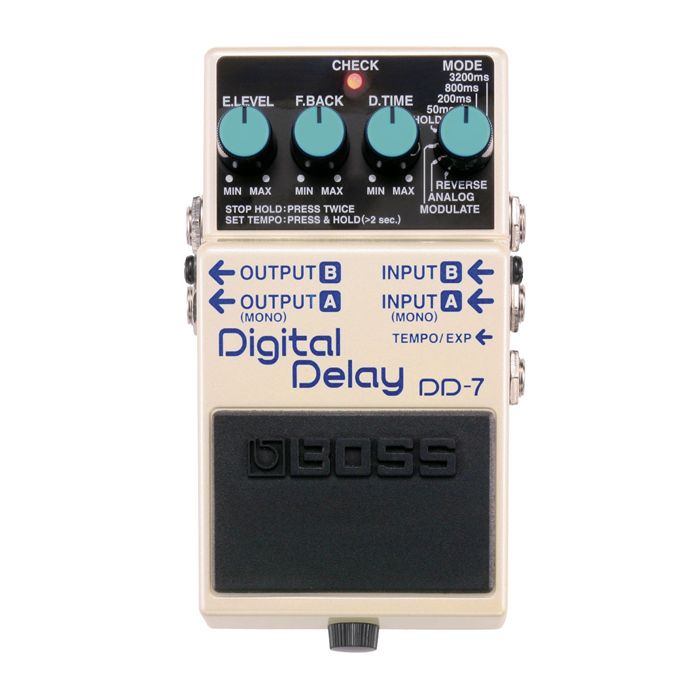 CHECK
MODE
3200ms
800ms
200ms
50ms
HOLD
E.LEVEL
F.BACK
D.TIME
MIN MAX MIN MAX MIN MAX
REVERSE
ANALOG
MODULATE
STOP HOLD:PRESS TWICE
SET TEMPO:PRESS & HOLD(>2 sec.)
← OUTPUT B
INPUT B ←
← OUTPUT A
(MONO)
INPUT A ←
(MONO)
TEMPO/EXP ←
Digital
Delay DD-7
BOSS